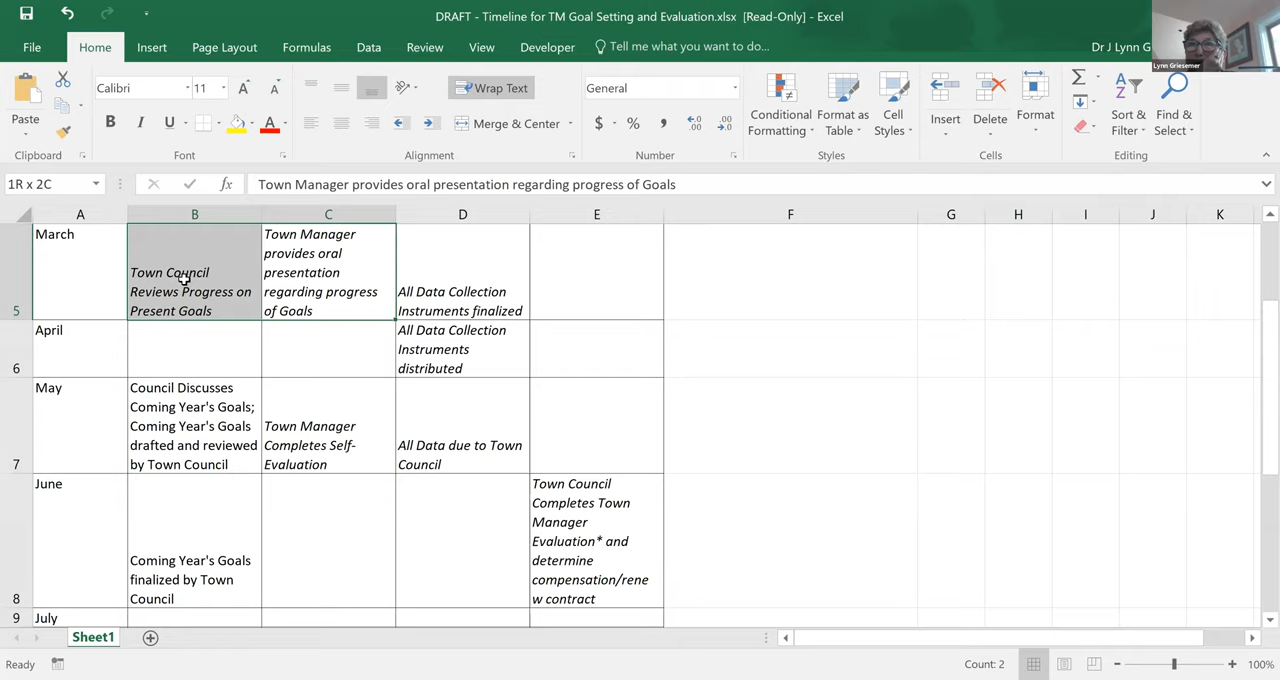 DRAFT - Timeline for TM Goal Setting and Evaluation.xlsx [Read-Only] - Excel
File Home Insert Page Layout Formulas Data Review View Developer Tell me what you want to do... Dr J Lynn G
Lynn Griesemer
Calibri 11 Wrap Text General
Paste B I U Merge & Center $ % Conditional Formatting Format as Table Cell Styles Insert Delete Format Sort & Filter Find & Select
Clipboard Font Alignment Number Styles Cells Editing
1R x 2C fx Town Manager provides oral presentation regarding progress of Goals
A B C D E F G H I J K
5
March
Town Council
Reviews Progress on
Present Goals
Town Manager
provides oral
presentation
regarding progress
of Goals
All Data Collection
Instruments finalized
6
April
All Data Collection
Instruments
distributed
7
May
Council Discusses
Coming Year's Goals;
Coming Year's Goals
drafted and reviewed
by Town Council
Town Manager
Completes Self-
Evaluation
All Data due to Town
Council
8
June
Coming Year's Goals
finalized by Town
Council
Town Council
Completes Town
Manager
Evaluation* and
determine
compensation/rene
w contract
9 July
Sheet1
Ready Count: 2 100%